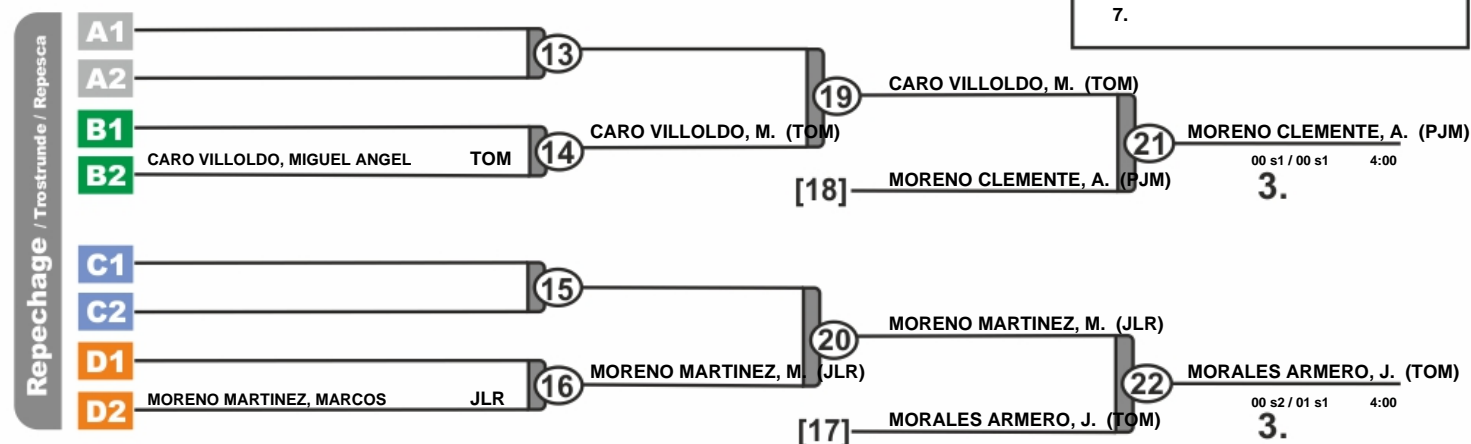 7.
Repechage / Trostrunde / Repesca
A1
13
A2
CARO VILLOLDO, M. (TOM)
19
B1
CARO VILLOLDO, M. (TOM)
21
MORENO CLEMENTE, A. (PJM)
CARO VILLOLDO, MIGUEL ANGEL TOM
14
00 s1 / 00 s1 4:00
B2
[18]
MORENO CLEMENTE, A. (PJM)
3.
C1
15
C2
MORENO MARTINEZ, M. (JLR)
20
D1
MORENO MARTINEZ, M. (JLR)
22
MORALES ARMERO, J. (TOM)
MORENO MARTINEZ, MARCOS JLR
16
00 s2 / 01 s1 4:00
D2
[17]
MORALES ARMERO, J. (TOM)
3.